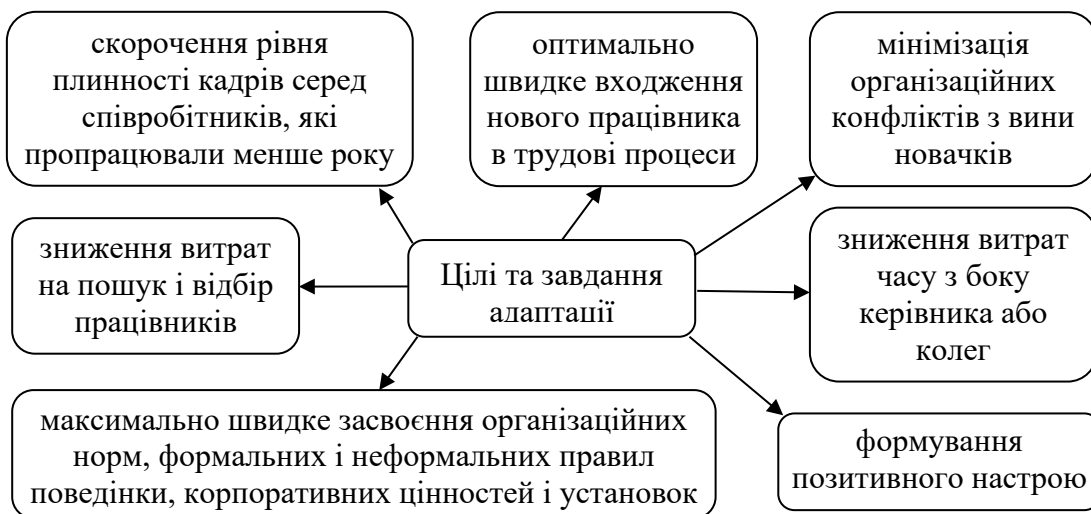 скорочення рівня
плинності кадрів серед
співробітників, які
пропрацювали менше року
оптимально
швидке входження
нового працівника
в трудові процеси
мінімізація
організаційних
конфліктів з вини
новачків
зниження витрат
на пошук і відбір
працівників
Цілі та завдання
адаптації
зниження витрат
часу з боку
керівника або
колег
максимально швидке засвоєння організаційних
норм, формальних і неформальних правил
поведінки, корпоративних цінностей і установок
формування
позитивного настрою